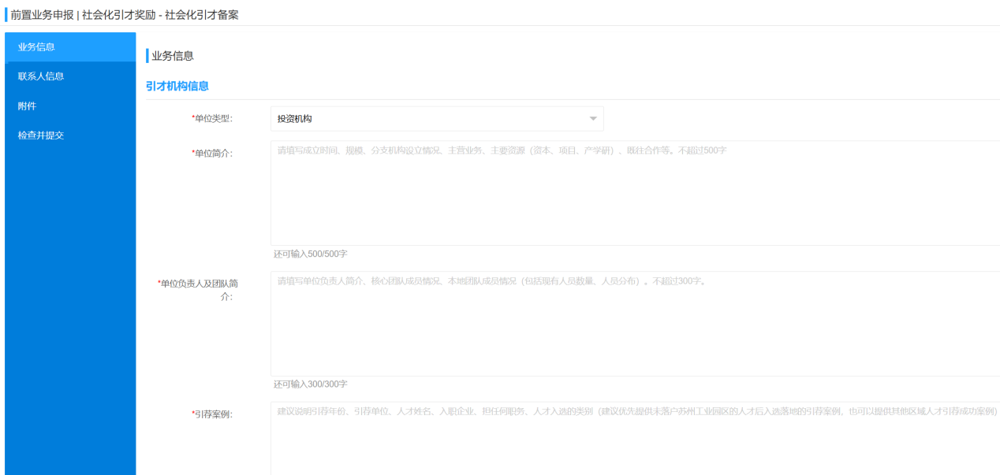 前置业务申报 | 社会化引才奖励 - 社会化引才备案
业务信息
联系人信息
附件
检查并提交
业务信息
引才机构信息
*单位类型:
投资机构
*单位简介:
请填写成立时间、规模、分支机构设立情况、主营业务、主要资源（资本、项目、产学研）、既往合作等。不超过500字
还可输入500/500字
*单位负责人及团队简
介:
请填写单位负责人简介、核心团队成员情况、本地团队成员情况（包括现有人员数量、人员分布）。不超过300字。
还可输入300/300字
*引荐案例:
建议说明引荐年份、引荐单位、人才姓名、入职企业、担任何职务、人才入选的类别（建议优先提供未落户苏州工业园区的人才后入选落地的引荐案例，也可以提供其他区域人才引荐成功案例）